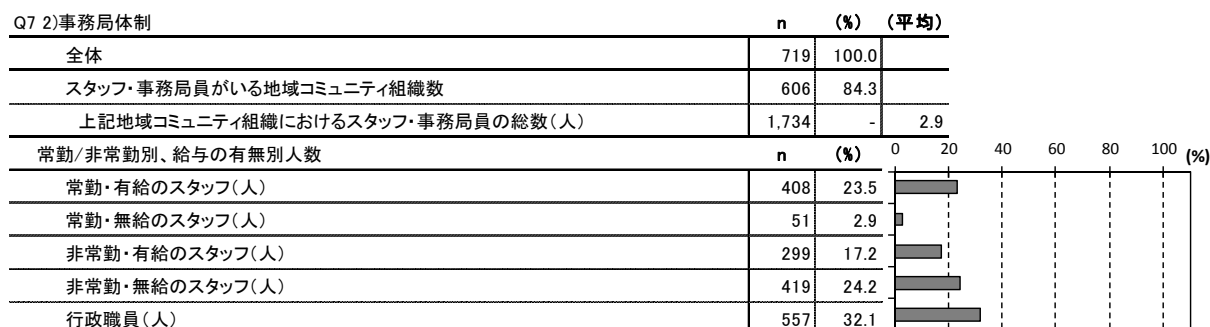 Q7 2)事務局体制 n (%) (平均)
全体 719 100.0
スタッフ・事務局員がいる地域コミュニティ組織数 606 84.3
上記地域コミュニティ組織におけるスタッフ・事務局員の総数(人) 1,734 - 2.9
常勤/非常勤別、給与の有無別人数 n (%) 0 20 40 60 80 100 (%)
常勤・有給のスタッフ(人) 408 23.5
常勤・無給のスタッフ(人) 51 2.9
非常勤・有給のスタッフ(人) 299 17.2
非常勤・無給のスタッフ(人) 419 24.2
行政職員(人) 557 32.1